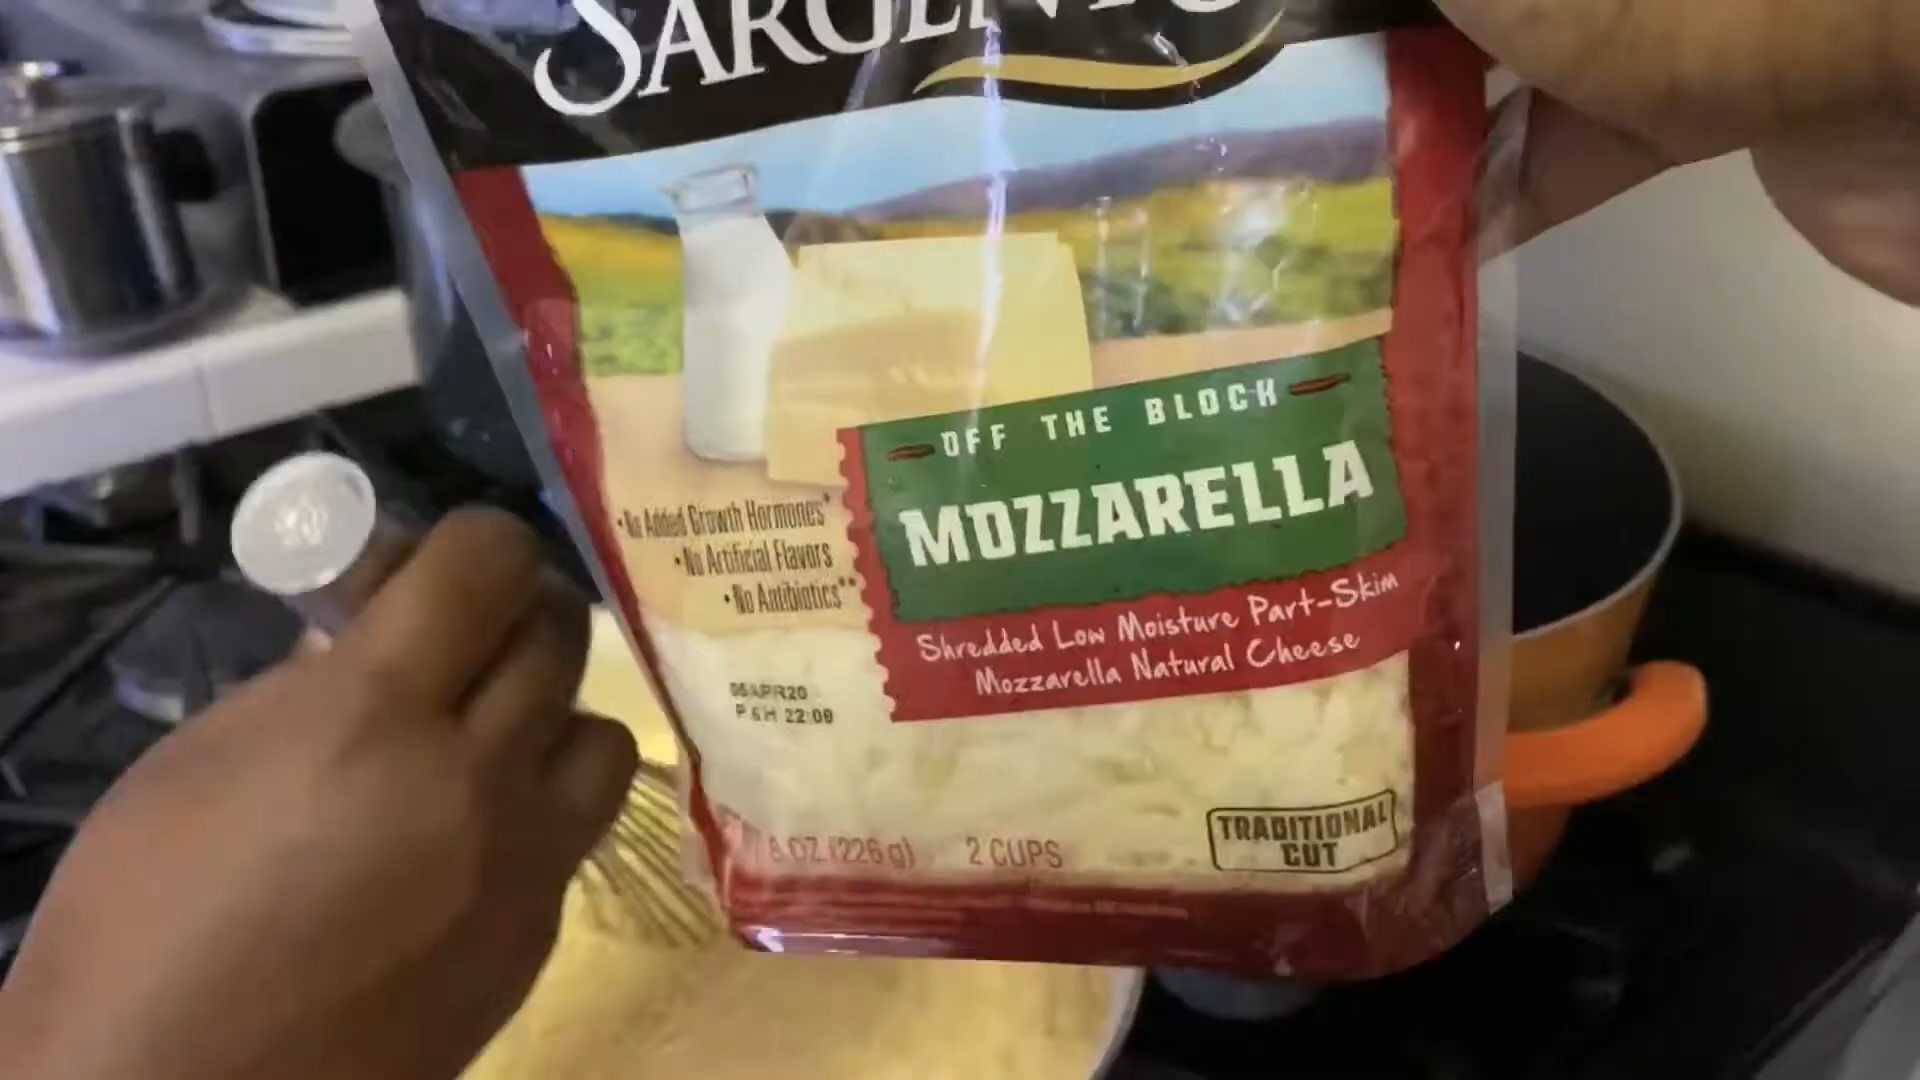 SARGENTO
OFF THE BLOCK
MOZZARELLA
• No Added Growth Hormones*
• No Artificial Flavors
• No Antibiotics**
Shredded Low Moisture Part-Skim
Mozzarella Natural Cheese
06APR20
22:09
8 OZ (226 g) 2 CUPS
TRADITIONAL
CUT